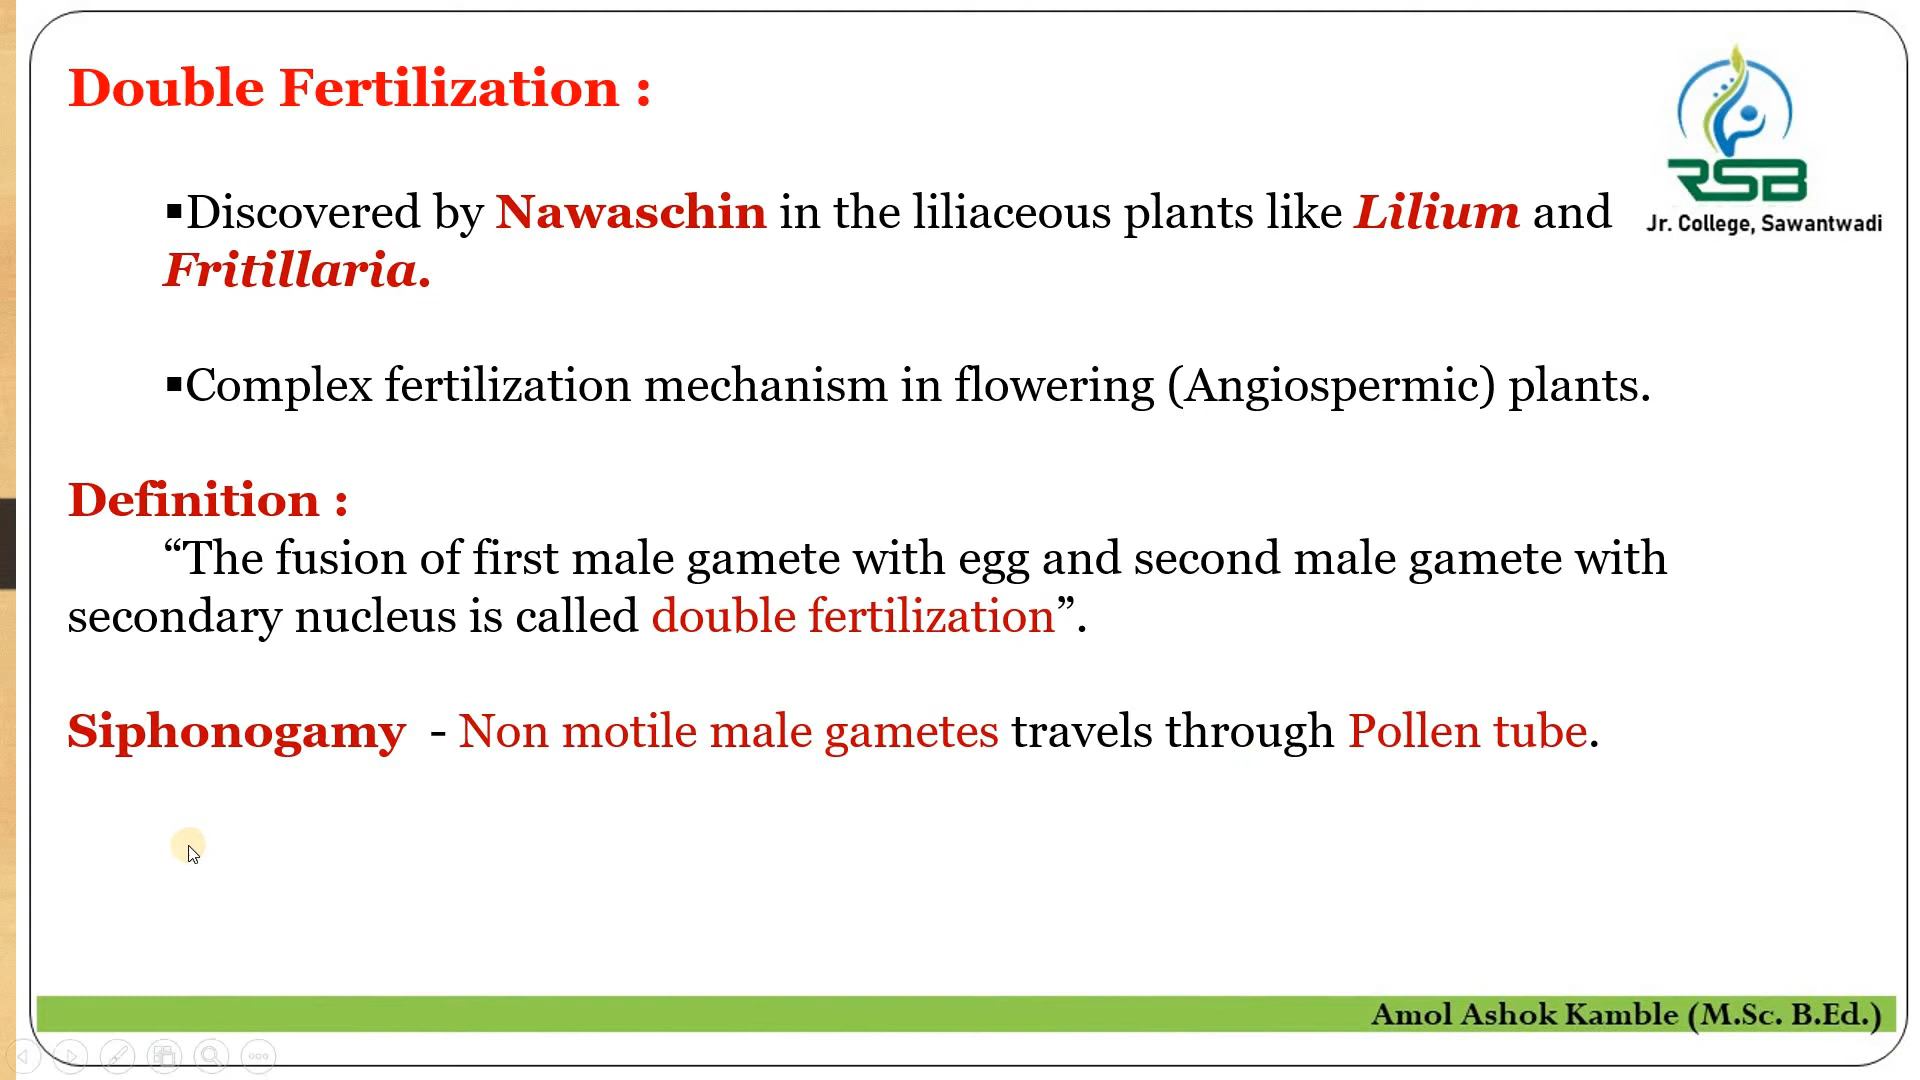 Double Fertilization :
RSB
Jr. College, Sawantwadi
▪Discovered by Nawaschin in the liliaceous plants like Lilium and
Fritillaria.
▪Complex fertilization mechanism in flowering (Angiospermic) plants.
Definition :
“The fusion of first male gamete with egg and second male gamete with
secondary nucleus is called double fertilization”.
Siphonogamy - Non motile male gametes travels through Pollen tube.
Amol Ashok Kamble (M.Sc. B.Ed.)